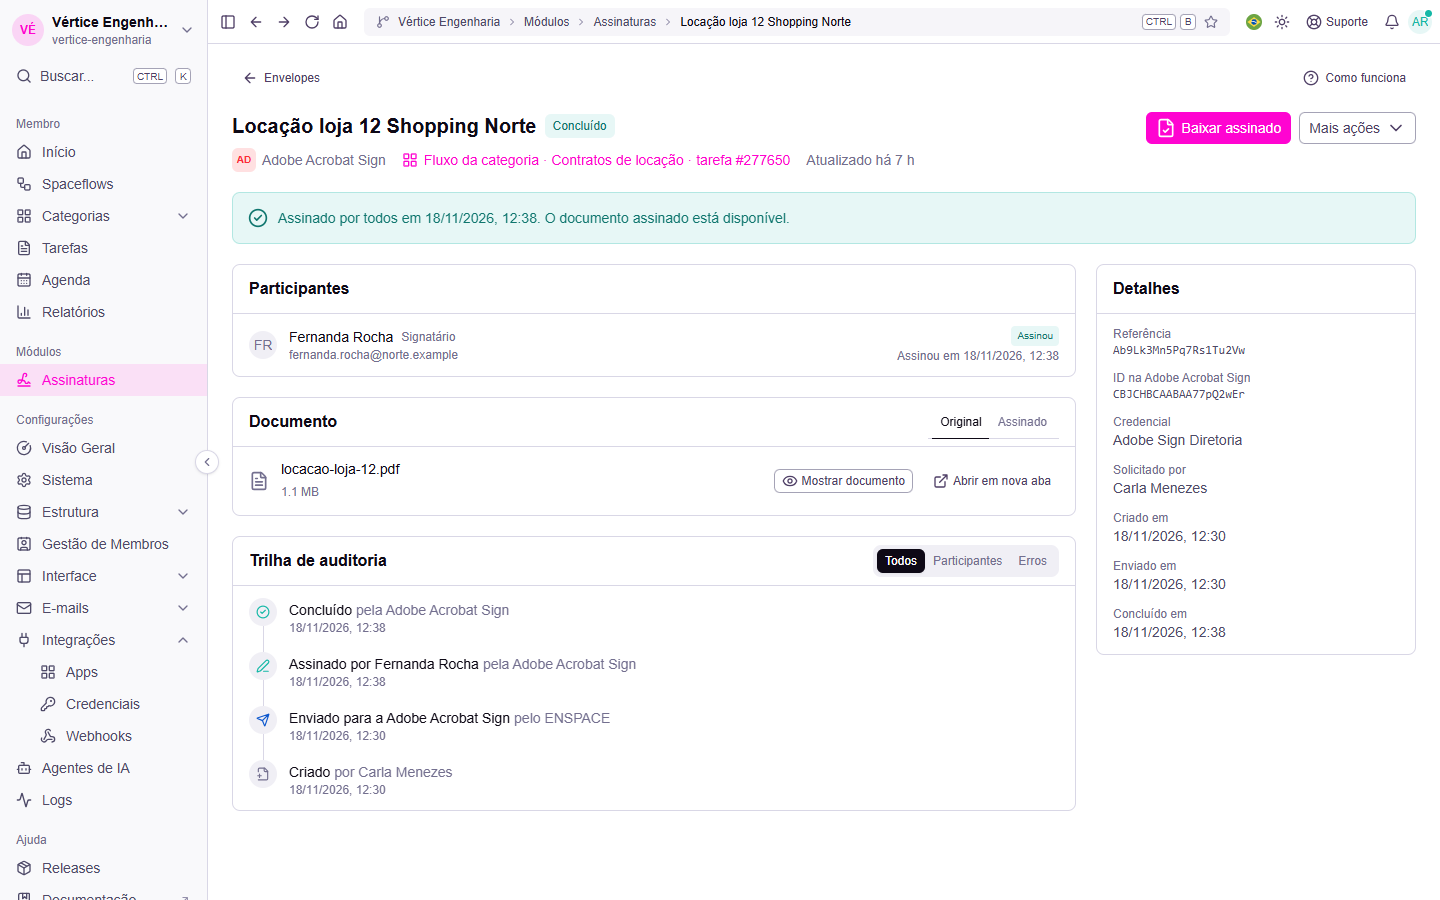 VÉ
Vértice Engenh...
vertice-engenharia
Buscar...
CTRL K
Membro
Início
Spaceflows
Categorias
Tarefas
Agenda
Relatórios
Módulos
Assinaturas
Configurações
Visão Geral
Sistema
Estrutura
Gestão de Membros
Interface
E-mails
Integrações
Apps
Credenciais
Webhooks
Agentes de IA
Logs
Ajuda
Releases
Documentação
Vértice Engenharia
Módulos
Assinaturas
Locação loja 12 Shopping Norte
CTRL B
Suporte
AR
Envelopes
Como funciona
Locação loja 12 Shopping Norte
Concluído
Baixar assinado
Mais ações
AD
Adobe Acrobat Sign
Fluxo da categoria · Contratos de locação · tarefa #277650
Atualizado há 7 h
Assinado por todos em 18/11/2026, 12:38. O documento assinado está disponível.
Participantes
FR
Fernanda Rocha Signatário
fernanda.rocha@norte.example
Assinou
Assinou em 18/11/2026, 12:38
Documento
Original
Assinado
locacao-loja-12.pdf
1.1 MB
Mostrar documento
Abrir em nova aba
Trilha de auditoria
Todos
Participantes
Erros
Concluído pela Adobe Acrobat Sign
18/11/2026, 12:38
Assinado por Fernanda Rocha pela Adobe Acrobat Sign
18/11/2026, 12:38
Enviado para a Adobe Acrobat Sign pelo ENSPACE
18/11/2026, 12:30
Criado por Carla Menezes
18/11/2026, 12:30
Detalhes
Referência
Ab9Lk3Mn5Pq7Rs1Tu2Vw
ID na Adobe Acrobat Sign
CBJCHBCAABAA77pQ2wEr
Credencial
Adobe Sign Diretoria
Solicitado por
Carla Menezes
Criado em
18/11/2026, 12:30
Enviado em
18/11/2026, 12:30
Concluído em
18/11/2026, 12:38